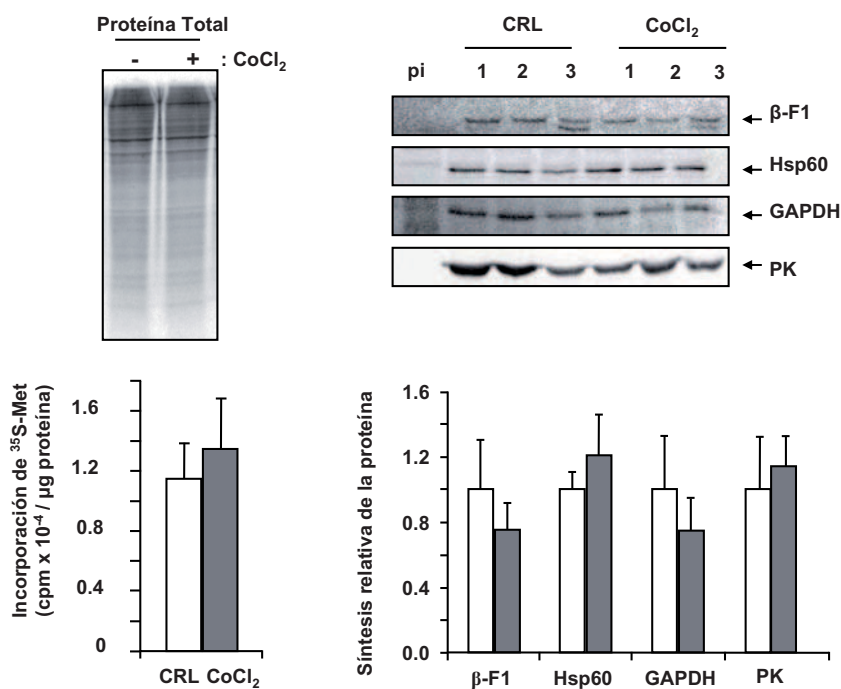 Proteína Total
- + : CoCl₂
CRL CoCl₂
pi 1 2 3 1 2 3
β-F1
Hsp60
GAPDH
PK
Incorporación de ³⁵S-Met
(cpm x 10⁻⁴ / µg proteína)
1.6
1.2
0.8
0.4
0
CRL CoCl₂
Síntesis relativa de la proteína
1.6
1.2
0.8
0.4
0.0
β-F1 Hsp60 GAPDH PK